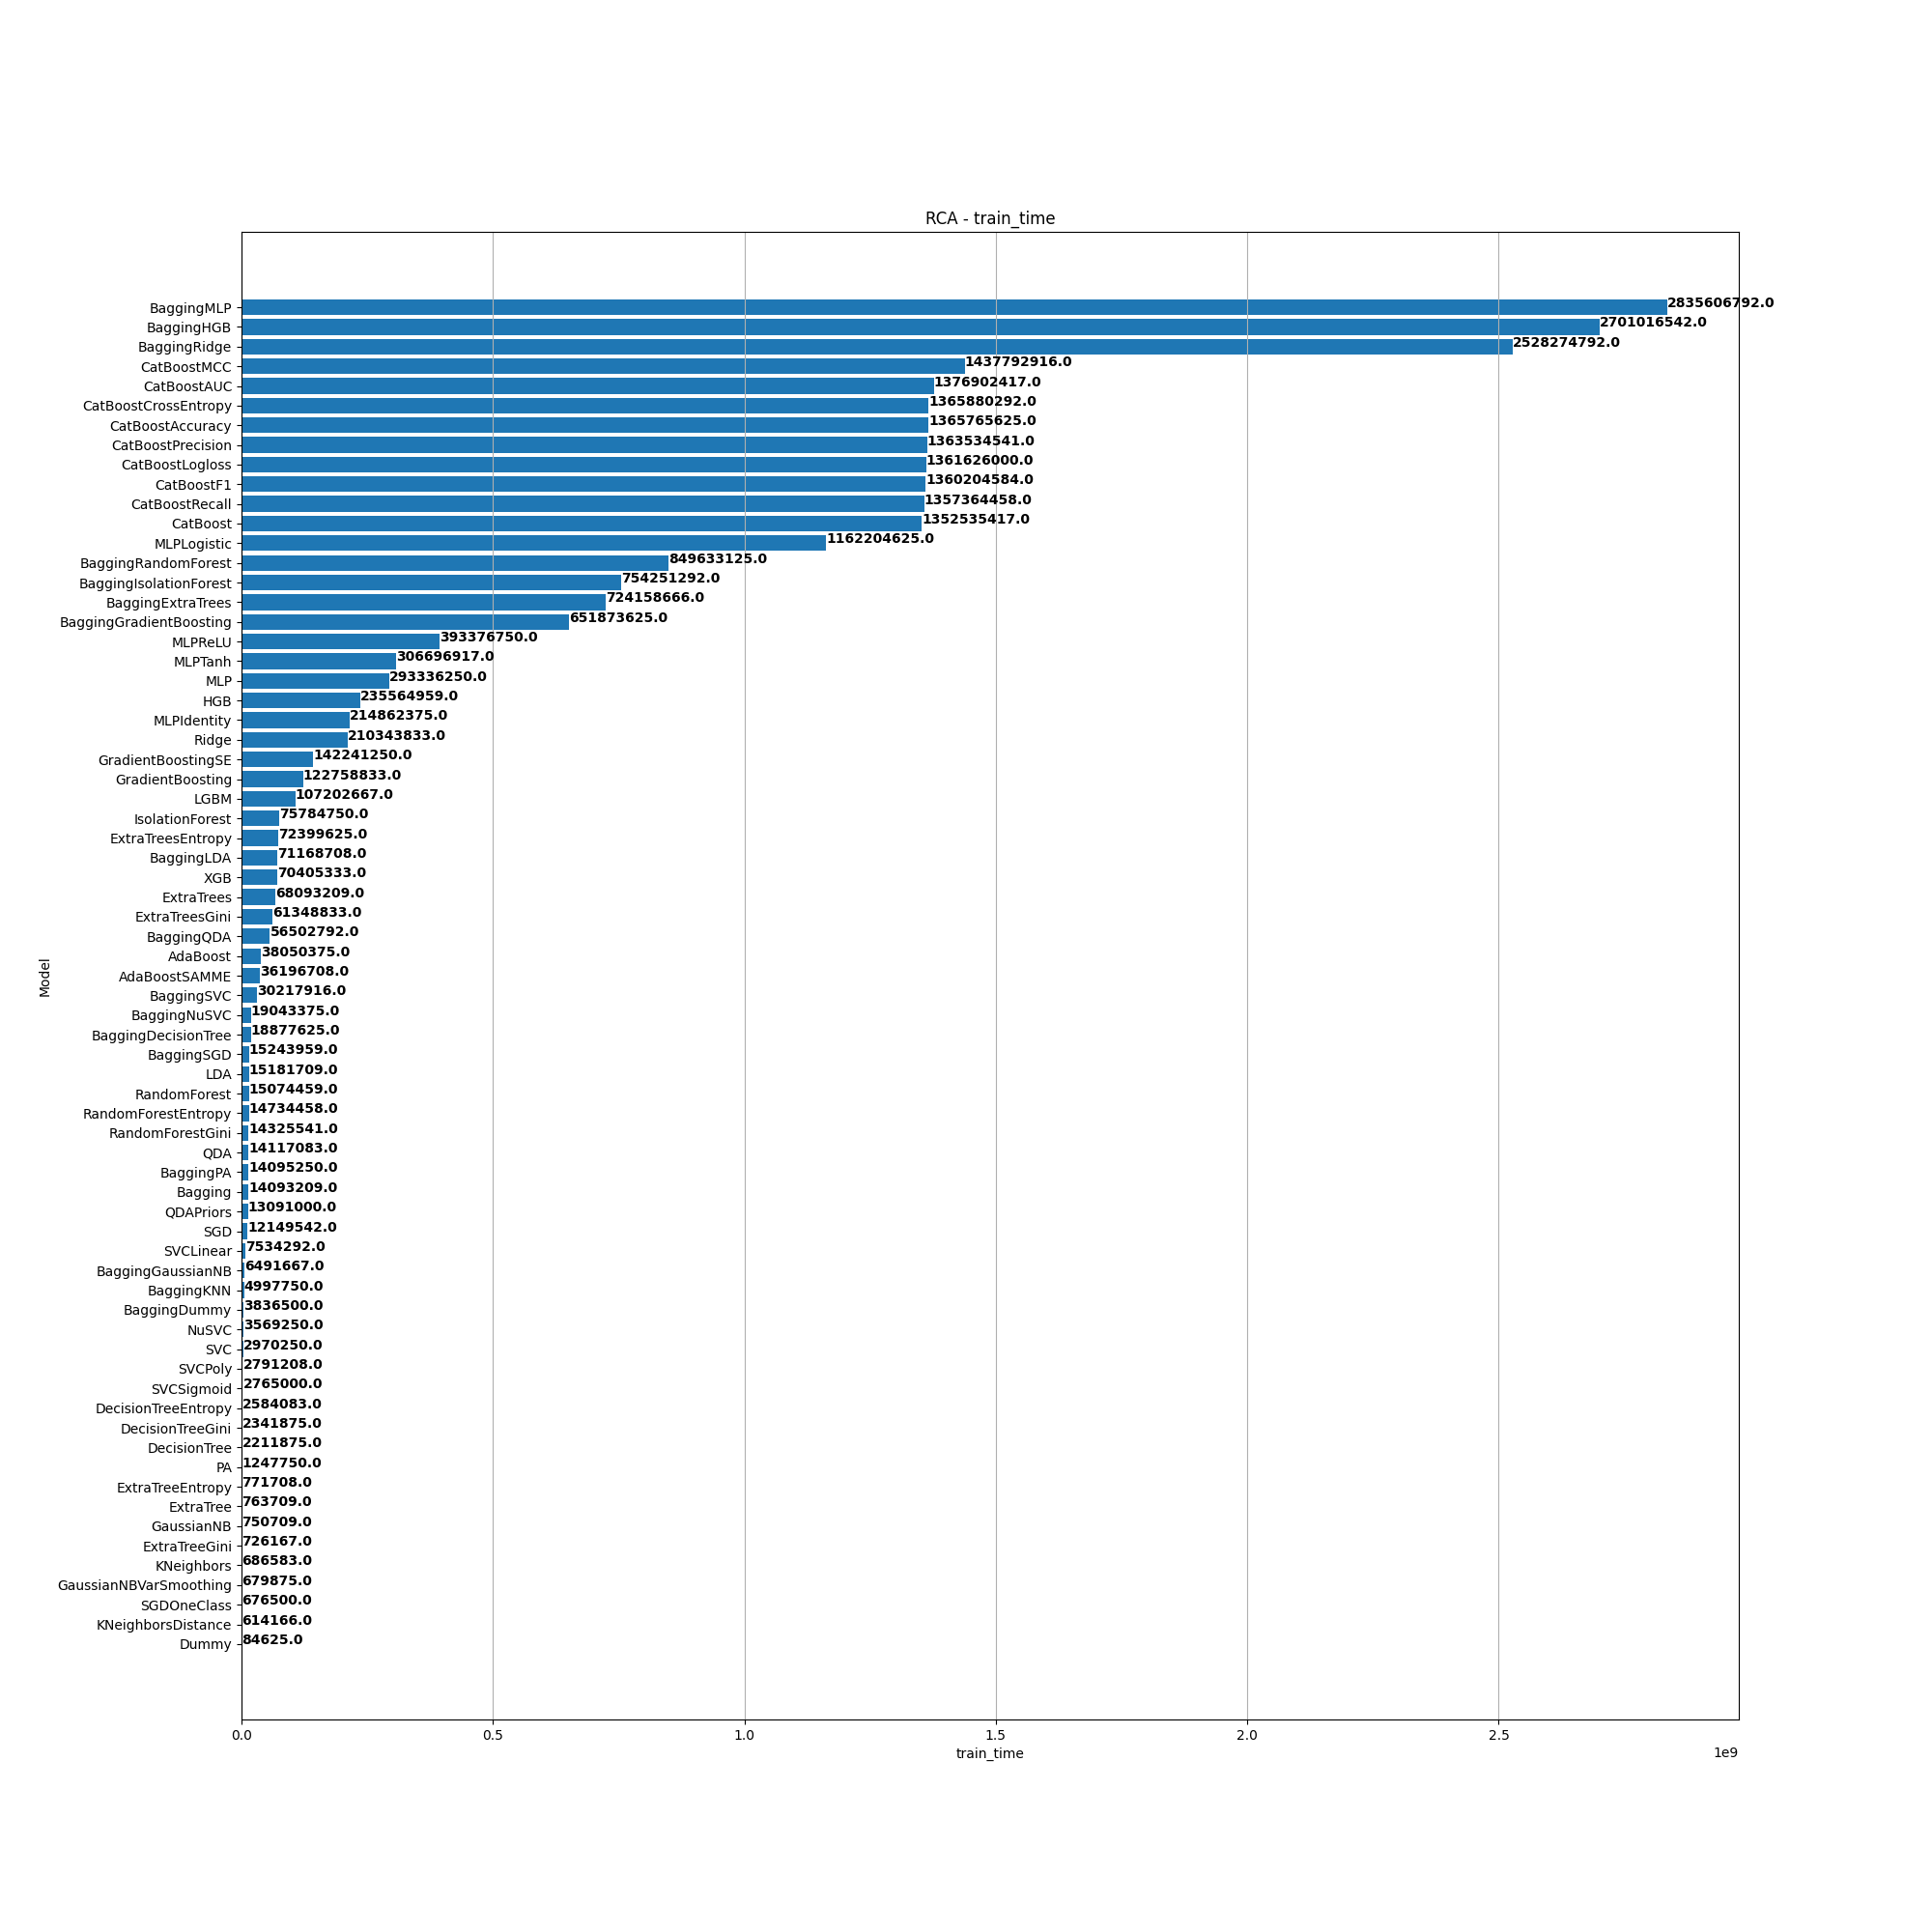 RCA - train_time
BaggingMLP 2835606792.0
BaggingHGB 2701016542.0
BaggingRidge 2528274792.0
CatBoostMCC 1437792916.0
CatBoostAUC 1376902417.0
CatBoostCrossEntropy 1365880292.0
CatBoostAccuracy 1365765625.0
CatBoostPrecision 1363534541.0
CatBoostLogloss 1361626000.0
CatBoostF1 1360204584.0
CatBoostRecall 1357364458.0
CatBoost 1352535417.0
MLPLogistic 1162204625.0
BaggingRandomForest 849633125.0
BaggingIsolationForest 754251292.0
BaggingExtraTrees 724158666.0
BaggingGradientBoosting 651873625.0
MLPReLU 393376750.0
MLPTanh 306696917.0
MLP 293336250.0
HGB 235564959.0
MLPIdentity 214862375.0
Ridge 210343833.0
GradientBoostingSE 142241250.0
GradientBoosting 122758833.0
LGBM 107202667.0
IsolationForest 75784750.0
ExtraTreesEntropy 72399625.0
BaggingLDA 71168708.0
XGB 70405333.0
ExtraTrees 68093209.0
ExtraTreesGini 61348833.0
BaggingQDA 56502792.0
AdaBoost 38050375.0
AdaBoostSAMME 36196708.0
BaggingSVC 30217916.0
BaggingNuSVC 19043375.0
BaggingDecisionTree 18877625.0
BaggingSGD 15243959.0
LDA 15181709.0
RandomForest 15074459.0
RandomForestEntropy 14734458.0
RandomForestGini 14325541.0
QDA 14117083.0
BaggingPA 14095250.0
Bagging 14093209.0
QDAPriors 13091000.0
SGD 12149542.0
SVCLinear 7534292.0
BaggingGaussianNB 6491667.0
BaggingKNN 4997750.0
BaggingDummy 3836500.0
NuSVC 3569250.0
SVC 2970250.0
SVCPoly 2791208.0
SVCSigmoid 2765000.0
DecisionTreeEntropy 2584083.0
DecisionTreeGini 2341875.0
DecisionTree 2211875.0
PA 1247750.0
ExtraTreeEntropy 771708.0
ExtraTree 763709.0
GaussianNB 750709.0
ExtraTreeGini 726167.0
KNeighbors 686583.0
GaussianNBVarSmoothing 679875.0
SGDOneClass 676500.0
KNeighborsDistance 614166.0
Dummy 84625.0
Model
0.0 0.5 1.0 1.5 2.0 2.5
train_time
1e9